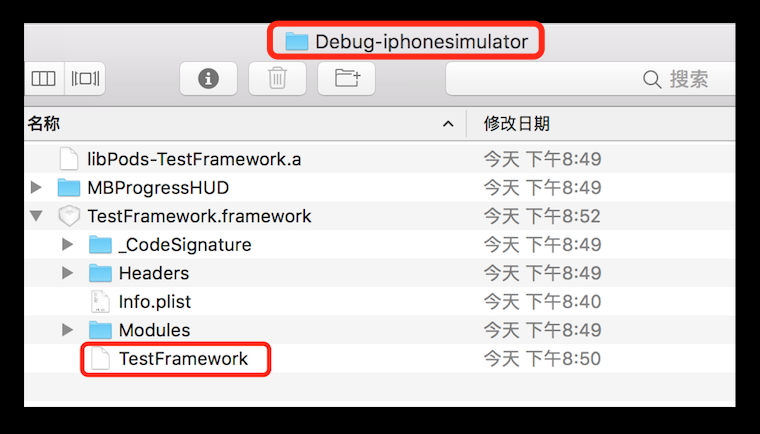 Debug-iphonesimulator
搜索
名称 修改日期
libPods-TestFramework.a 今天 下午8:49
MBProgressHUD 今天 下午8:49
TestFramework.framework 今天 下午8:52
_CodeSignature 今天 下午8:49
Headers 今天 下午8:49
Info.plist 今天 下午8:40
Modules 今天 下午8:49
TestFramework 今天 下午8:50